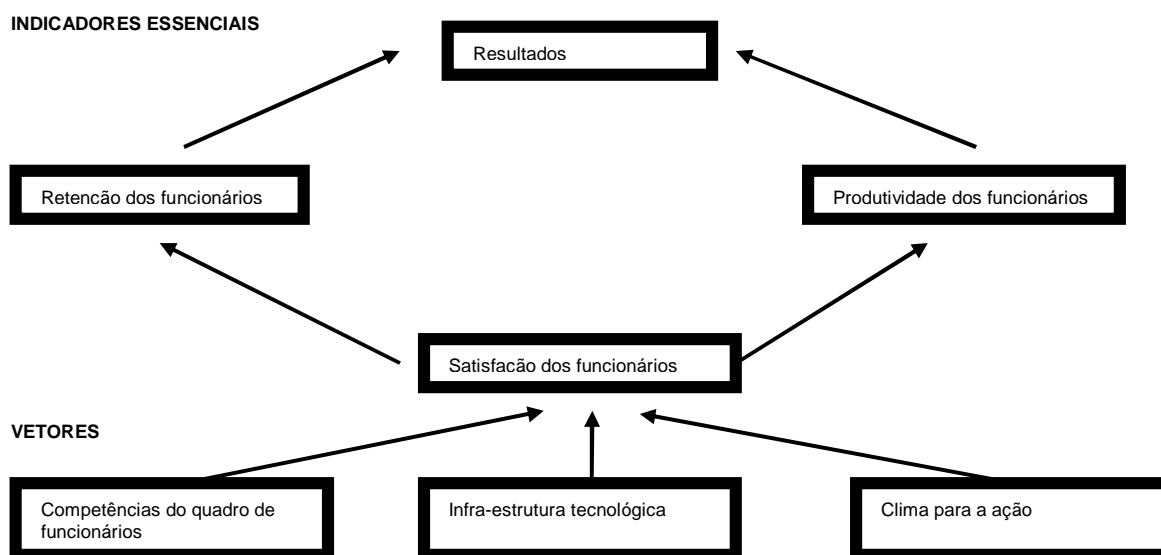 INDICADORES ESSENCIAIS
Resultados
Retencão dos funcionários
Produtividade dos funcionários
Satisfacão dos funcionários
VETORES
Competências do quadro de
funcionários
Infra-estrutura tecnológica
Clima para a ação